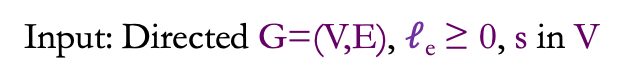 Input: Directed G=(V,E), ℓₑ ≥ 0, s in V